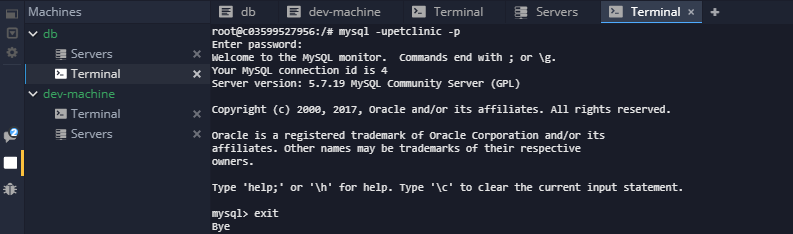 Machines
db
Servers
Terminal
dev-machine
Terminal
Servers
2
db
dev-machine
Terminal
Servers
Terminal
root@c03599527956:/# mysql -upetclinic -p
Enter password:
Welcome to the MySQL monitor.  Commands end with ; or \g.
Your MySQL connection id is 4
Server version: 5.7.19 MySQL Community Server (GPL)
Copyright (c) 2000, 2017, Oracle and/or its affiliates. All rights reserved.
Oracle is a registered trademark of Oracle Corporation and/or its
affiliates. Other names may be trademarks of their respective
owners.
Type 'help;' or '\h' for help. Type '\c' to clear the current input statement.
mysql> exit
Bye